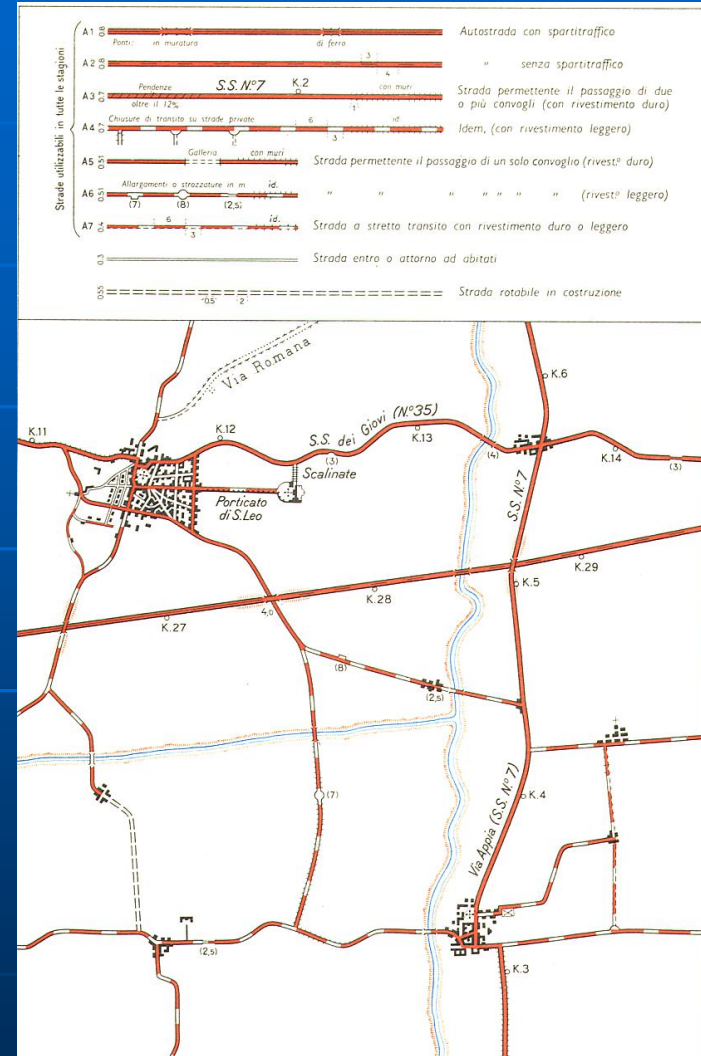 Strade utilizzabili in tutte le stagioni
A1 0.8 Autostrada con spartitraffico
Ponti: in muratura di ferro
A2 0.8 " senza spartitraffico
3
4
Pendenze S.S. N.º 7 K.2 con muri
A3 0.7 Strada permettente il passaggio di due
oltre il 12% 1 o più convogli (con rivestimento duro)
Chiusure di transito su strade private 6 id.
A4 0.7 Idem, (con rivestimento leggero)
3
Galleria con muri
A5 0.51 Strada permettente il passaggio di un solo convoglio (rivest.º duro)
Allargamenti o strozzature in m id.
A6 0.51 " " " " " " " (rivest.º leggero)
(7) (8) (2,5)
6 id.
A7 0.4 Strada a stretto transito con rivestimento duro o leggero
3
0.3 Strada entro o attorno ad abitati
0.55 Strada rotabile in costruzione
0.5 2
Via Romana
K.6
K.11
K.12
S.S. dei Giovi (N.º 35)
K.13
(3)
(4)
K.14
(3)
Scalinate
Porticato
di S. Leo
S.S. N.º 7
K.29
K.5
K.28
4,0
K.27
(8)
(2,5)
(7)
K.4
Via Appia (S.S. N.º 7)
(2,5)
K.3